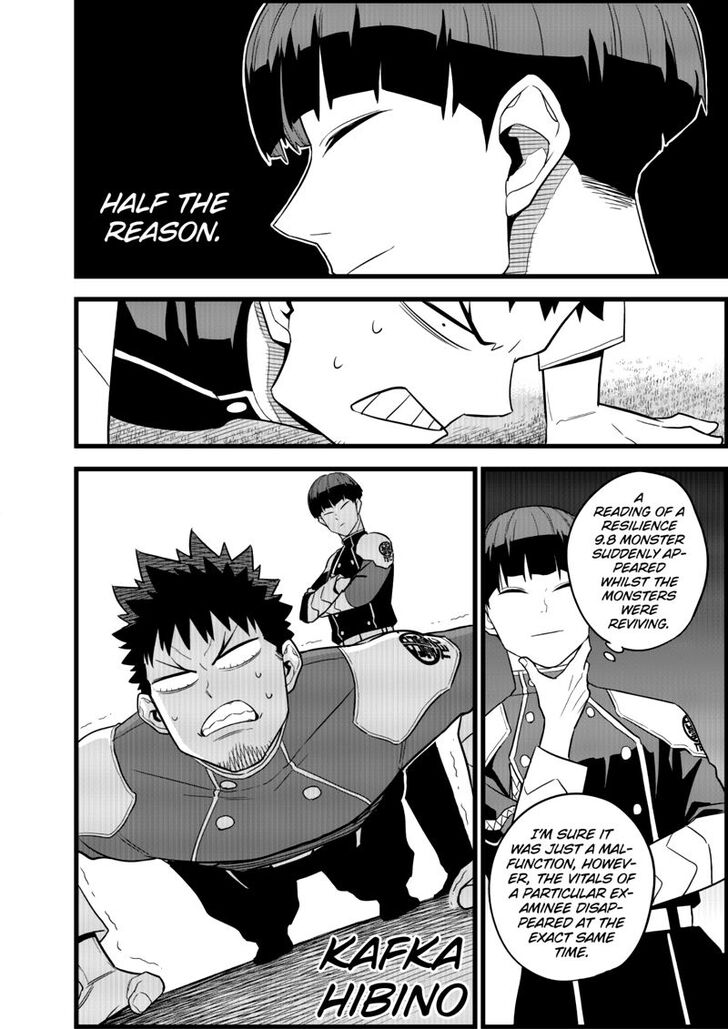 HALF THE
REASON.
A
READING OF A
RESILIENCE
9.8 MONSTER
SUDDENLY AP-
PEARED
WHILST THE
MONSTERS
WERE
REVIVING.
I'M SURE IT
WAS JUST A MAL-
FUNCTION, HOWEV-
ER, THE VITALS OF
A PARTICULAR EX-
AMINEE DISAP-
PEARED AT THE
EXACT SAME
TIME.
KAFKA
HIBINO